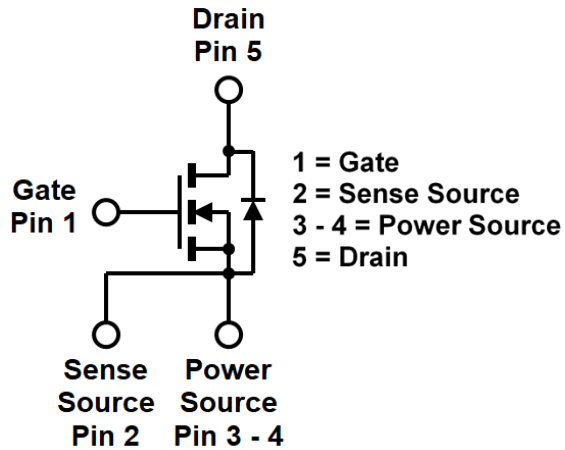 Drain
Pin 5
Gate
Pin 1
1 = Gate
2 = Sense Source
3 - 4 = Power Source
5 = Drain
Sense
Source
Pin 2
Power
Source
Pin 3 - 4